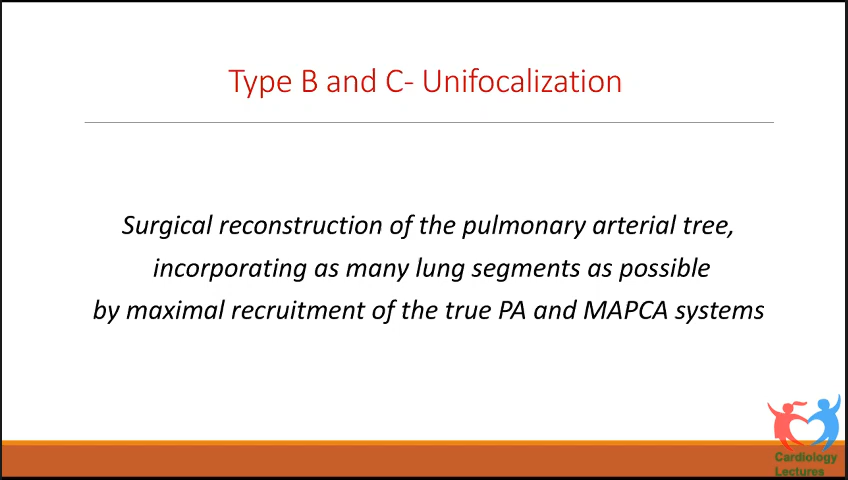 Type B and C- Unifocalization
Surgical reconstruction of the pulmonary arterial tree,
incorporating as many lung segments as possible
by maximal recruitment of the true PA and MAPCA systems
Cardiology
Lectures